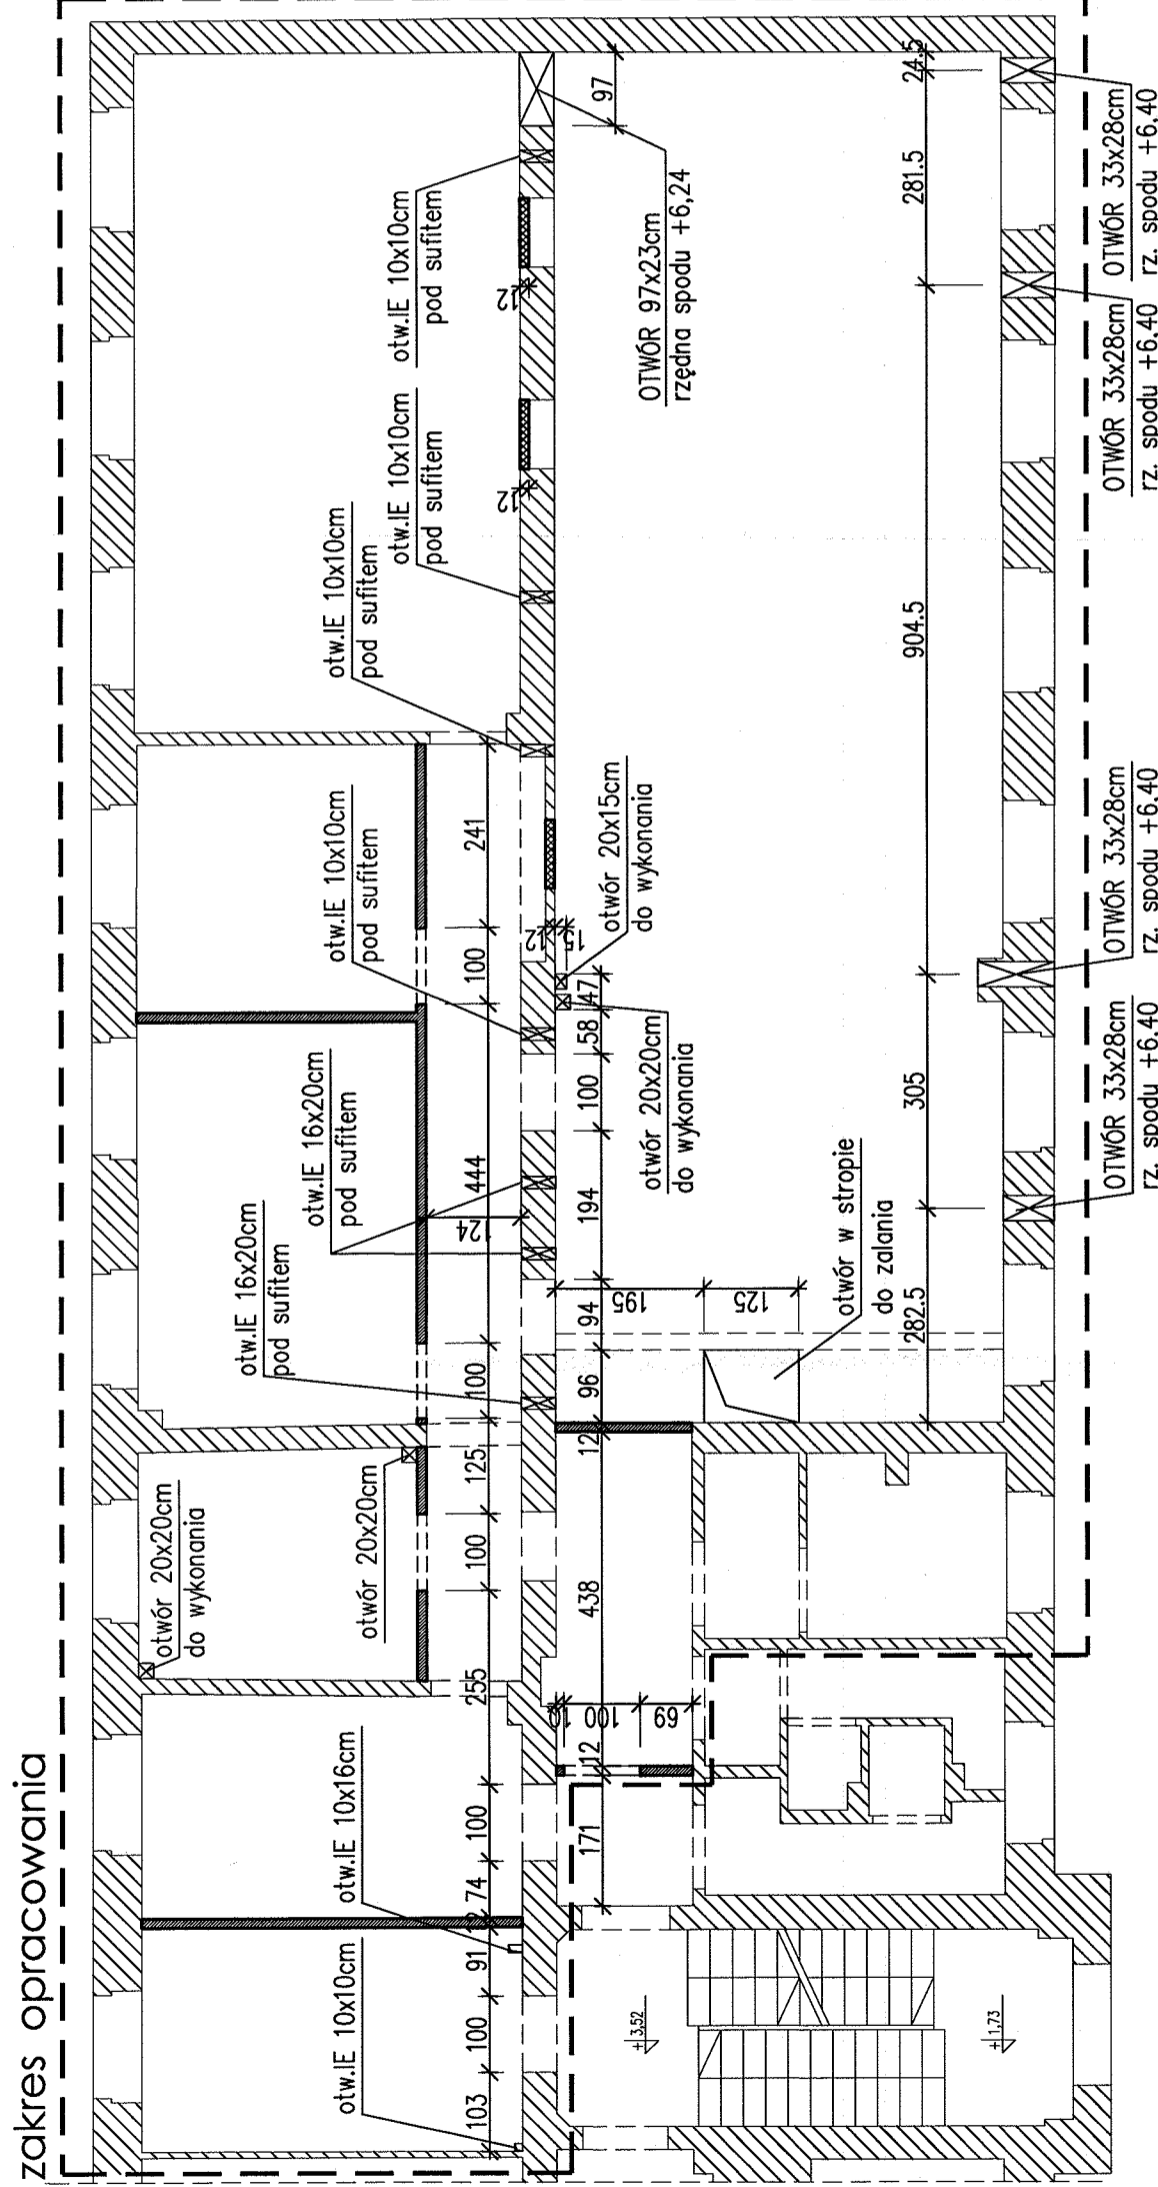 zakres opracowania
otwór 20x20cm
do wykonania
otw.IE 10x10cm
otw.IE 10x16cm
otwór 20x20cm
otw.IE 16x20cm
pod sufitem
otw.IE 16x20cm
pod sufitem
otw.IE 10x10cm
pod sufitem
otw.IE 10x10cm
pod sufitem
otw.IE 10x10cm
pod sufitem
otw.IE 10x10cm
pod sufitem
103
100
91
12
74
100
255
100
125
100
444
100
241
124
12
12
12
15
97
171
12
438
12
96
94
194
100
58
47
10
100
69
195
125
otwór 20x20cm
do wykonania
otwór 20x15cm
do wykonania
OTWÓR 97x23cm
rzędna spodu +6,24
otwór w stropie
do zalania
282.5
305
904.5
281.5
24.5
+3,52
+1,73
OTWÓR 33x28cm
rz. spodu +6,40
OTWÓR 33x28cm
rz. spodu +6,40
OTWÓR 33x28cm
rz. spodu +6,40
OTWÓR 33x28cm
rz. spodu +6,40